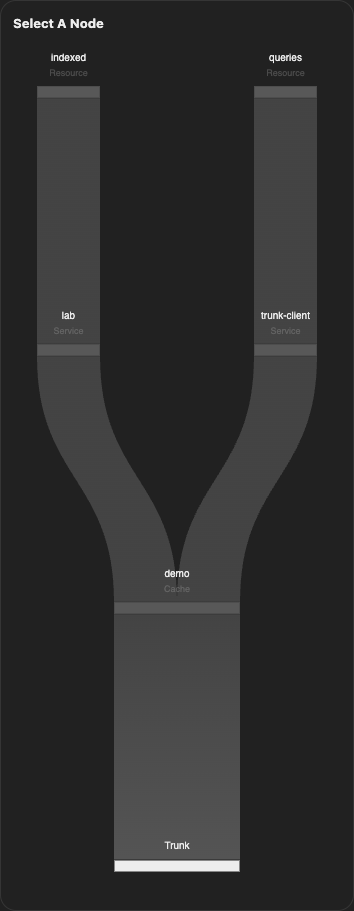 Select A Node
indexed
Resource
queries
Resource
lab
Service
trunk-client
Service
demo
Cache
Trunk